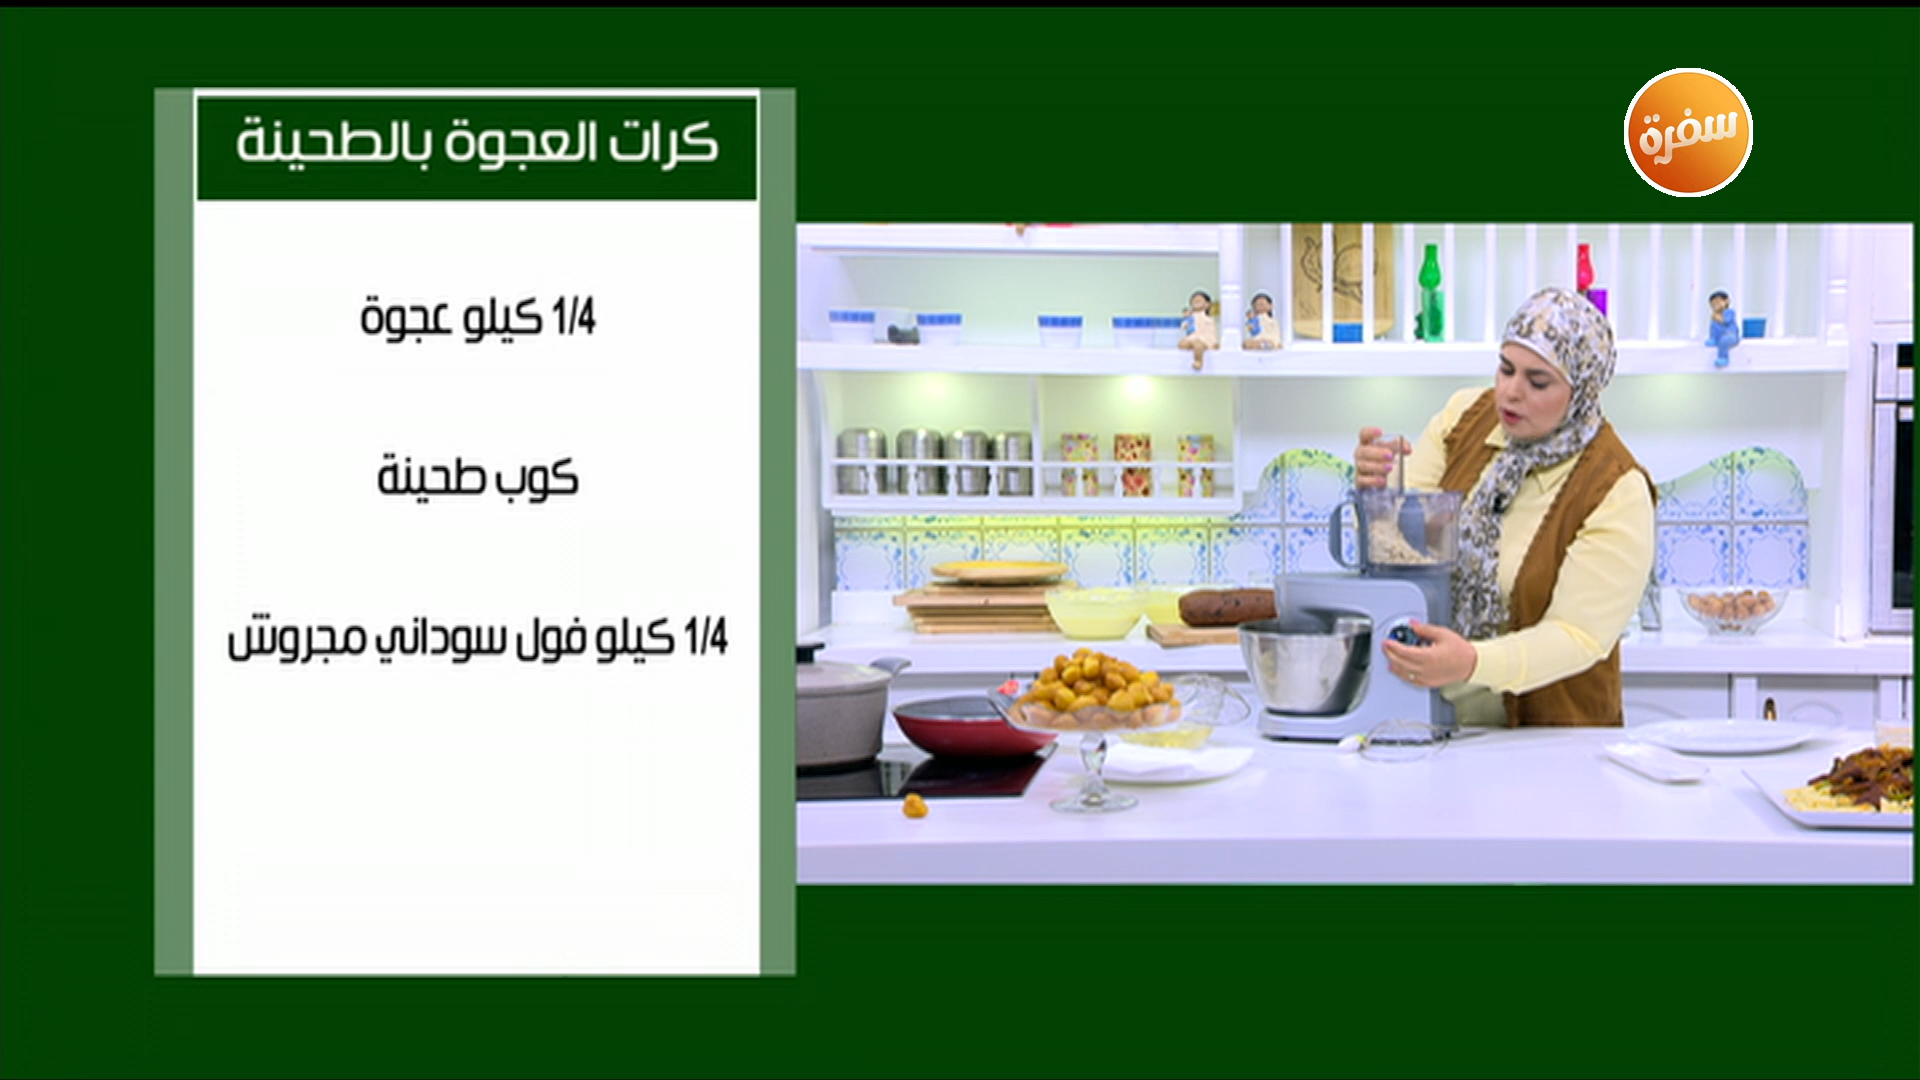 كرات العجوة بالطحينة
1/4 كيلو عجوة
كوب طحينة
1/4 كيلو فول سوداني مجروش
سفرة